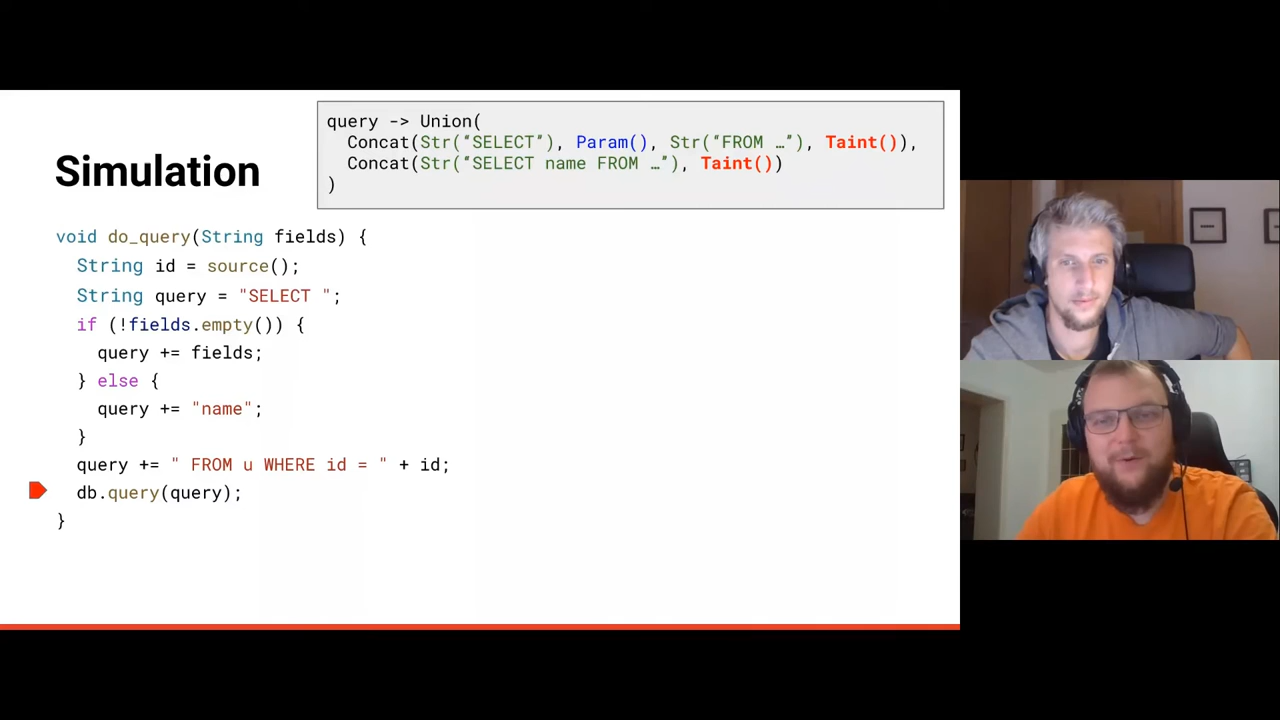 Simulation
query -> Union(
Concat(Str("SELECT"), Param(), Str("FROM …"), Taint()),
Concat(Str("SELECT name FROM …"), Taint())
)
void do_query(String fields) {
String id = source();
String query = "SELECT ";
if (!fields.empty()) {
query += fields;
} else {
query += "name";
}
query += " FROM u WHERE id = " + id;
db.query(query);
}